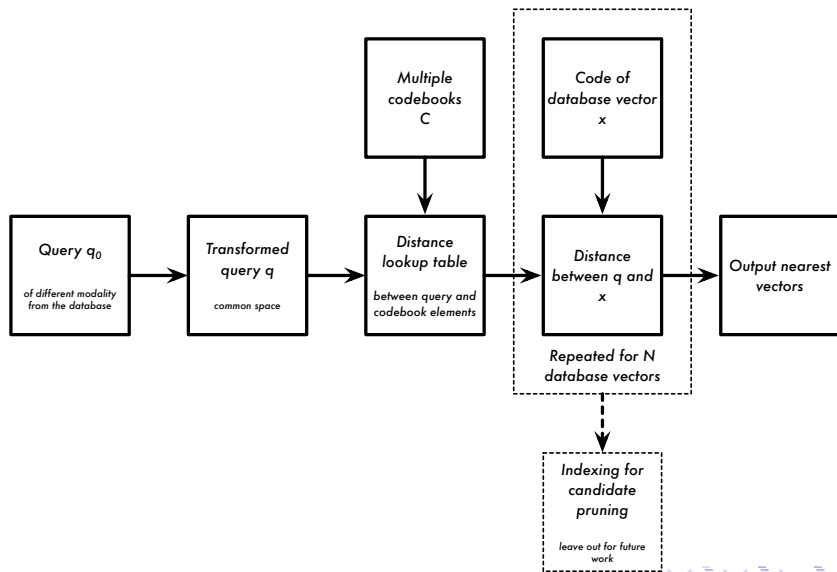 Multiple
codebooks
C
Code of
database vector
x
Query q₀
of different modality
from the database
Transformed
query q
common space
Distance
lookup table
between query and
codebook elements
Distance
between q and
x
Output nearest
vectors
Repeated for N
database vectors
Indexing for
candidate
pruning
leave out for future
work